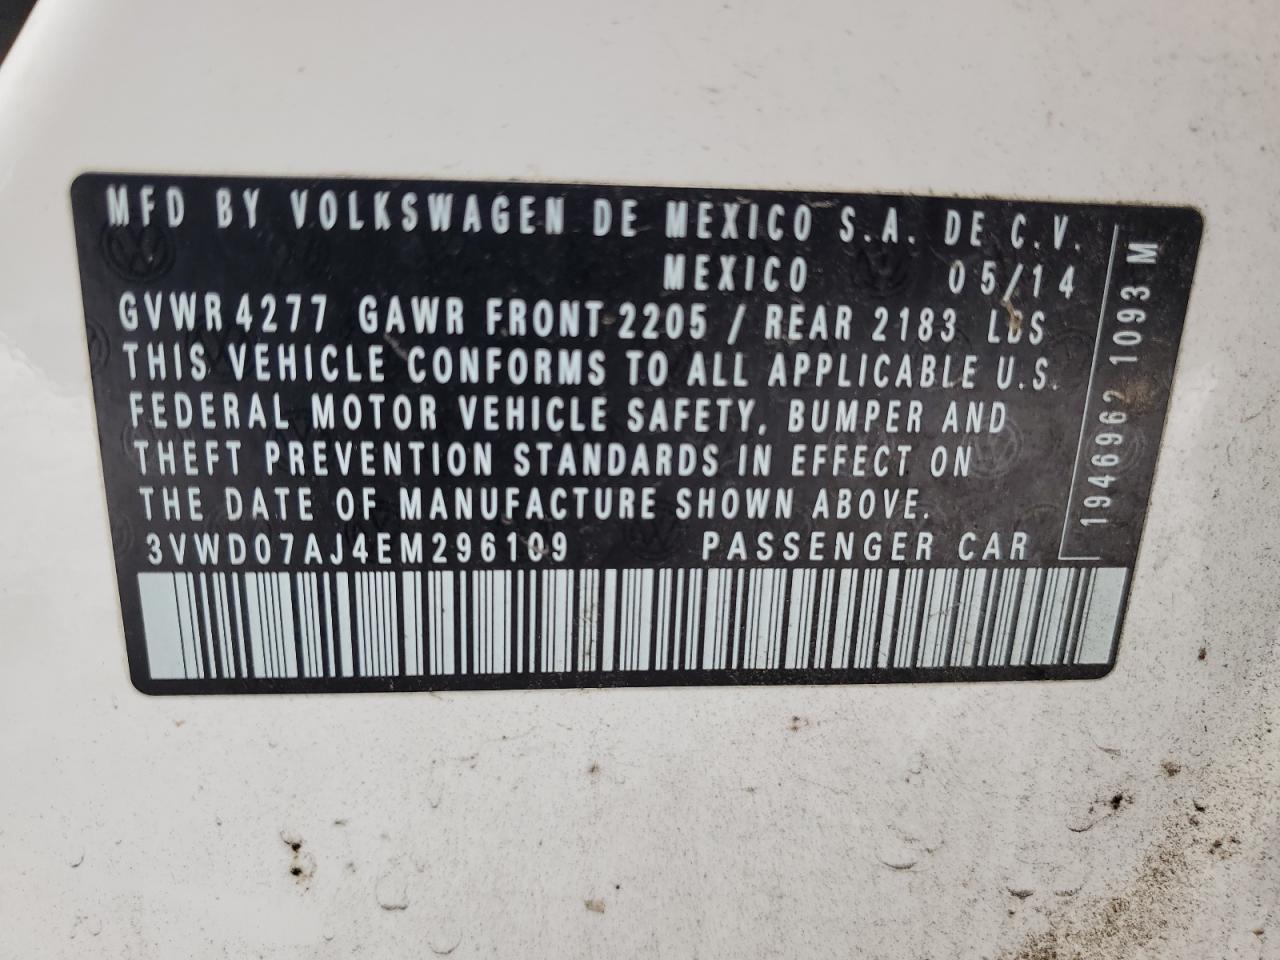 MFD BY VOLKSWAGEN DE MEXICO S.A. DE C.V.
MEXICO 05/14
GVWR 4277 GAWR FRONT 2205 / REAR 2183 LBS
THIS VEHICLE CONFORMS TO ALL APPLICABLE U.S.
FEDERAL MOTOR VEHICLE SAFETY, BUMPER AND
THEFT PREVENTION STANDARDS IN EFFECT ON
THE DATE OF MANUFACTURE SHOWN ABOVE.
3VWD07AJ4EM296109 PASSENGER CAR
1946962 1093 M